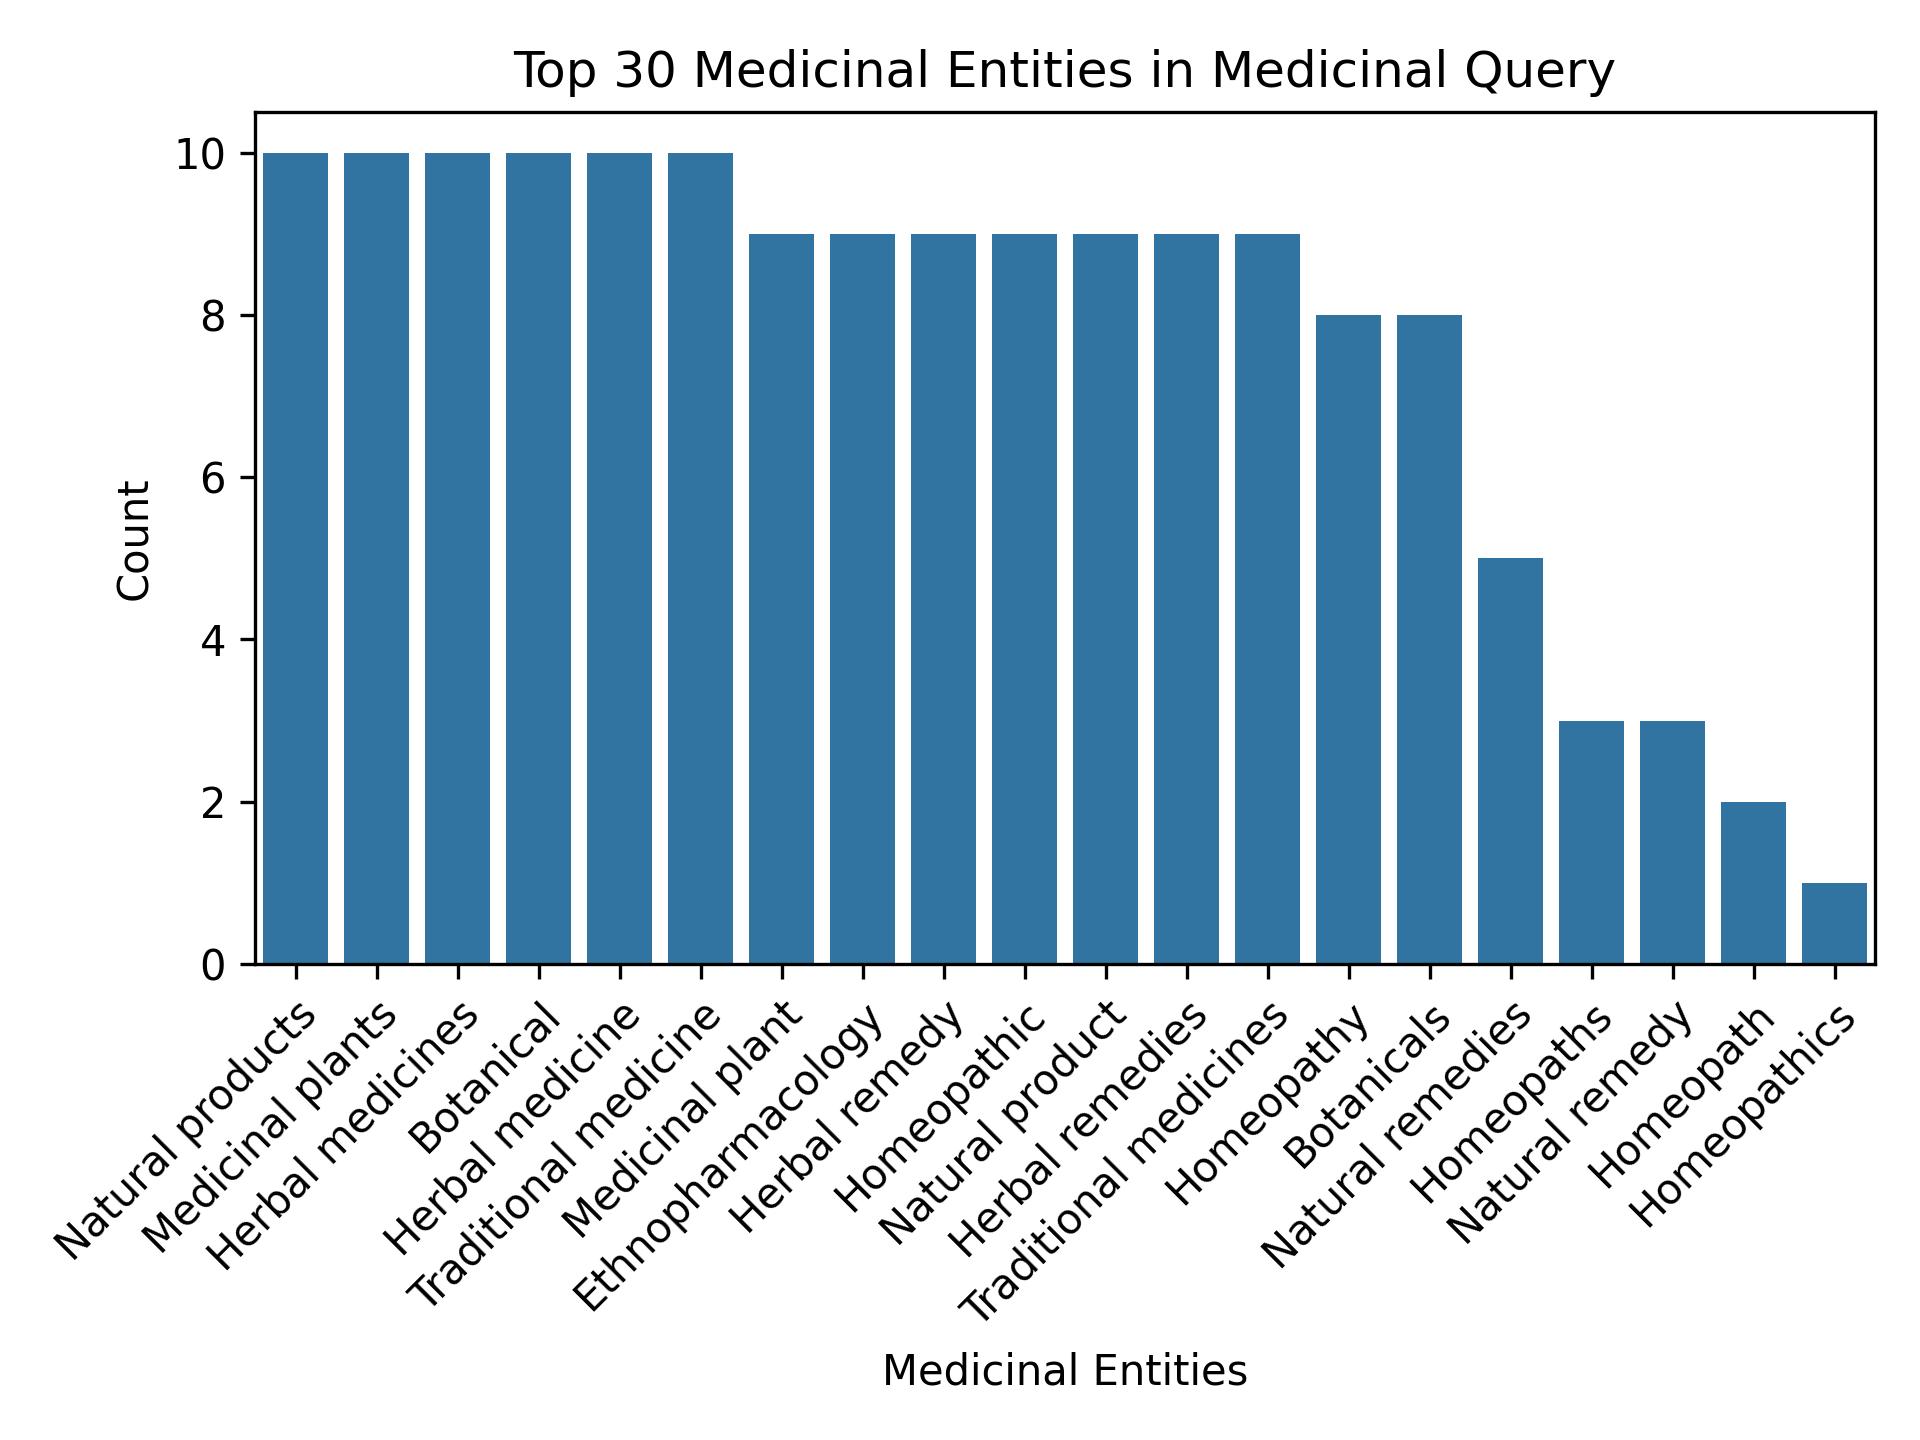 Top 30 Medicinal Entities in Medicinal Query
10
8
6
4
2
0
Count
Natural products
Medicinal plants
Herbal medicines
Botanical
Herbal medicine
Traditional medicine
Medicinal plant
Ethnopharmacology
Herbal remedy
Homeopathic
Natural product
Herbal remedies
Traditional medicines
Homeopathy
Botanicals
Natural remedies
Homeopaths
Natural remedy
Homeopath
Homeopathics
Medicinal Entities